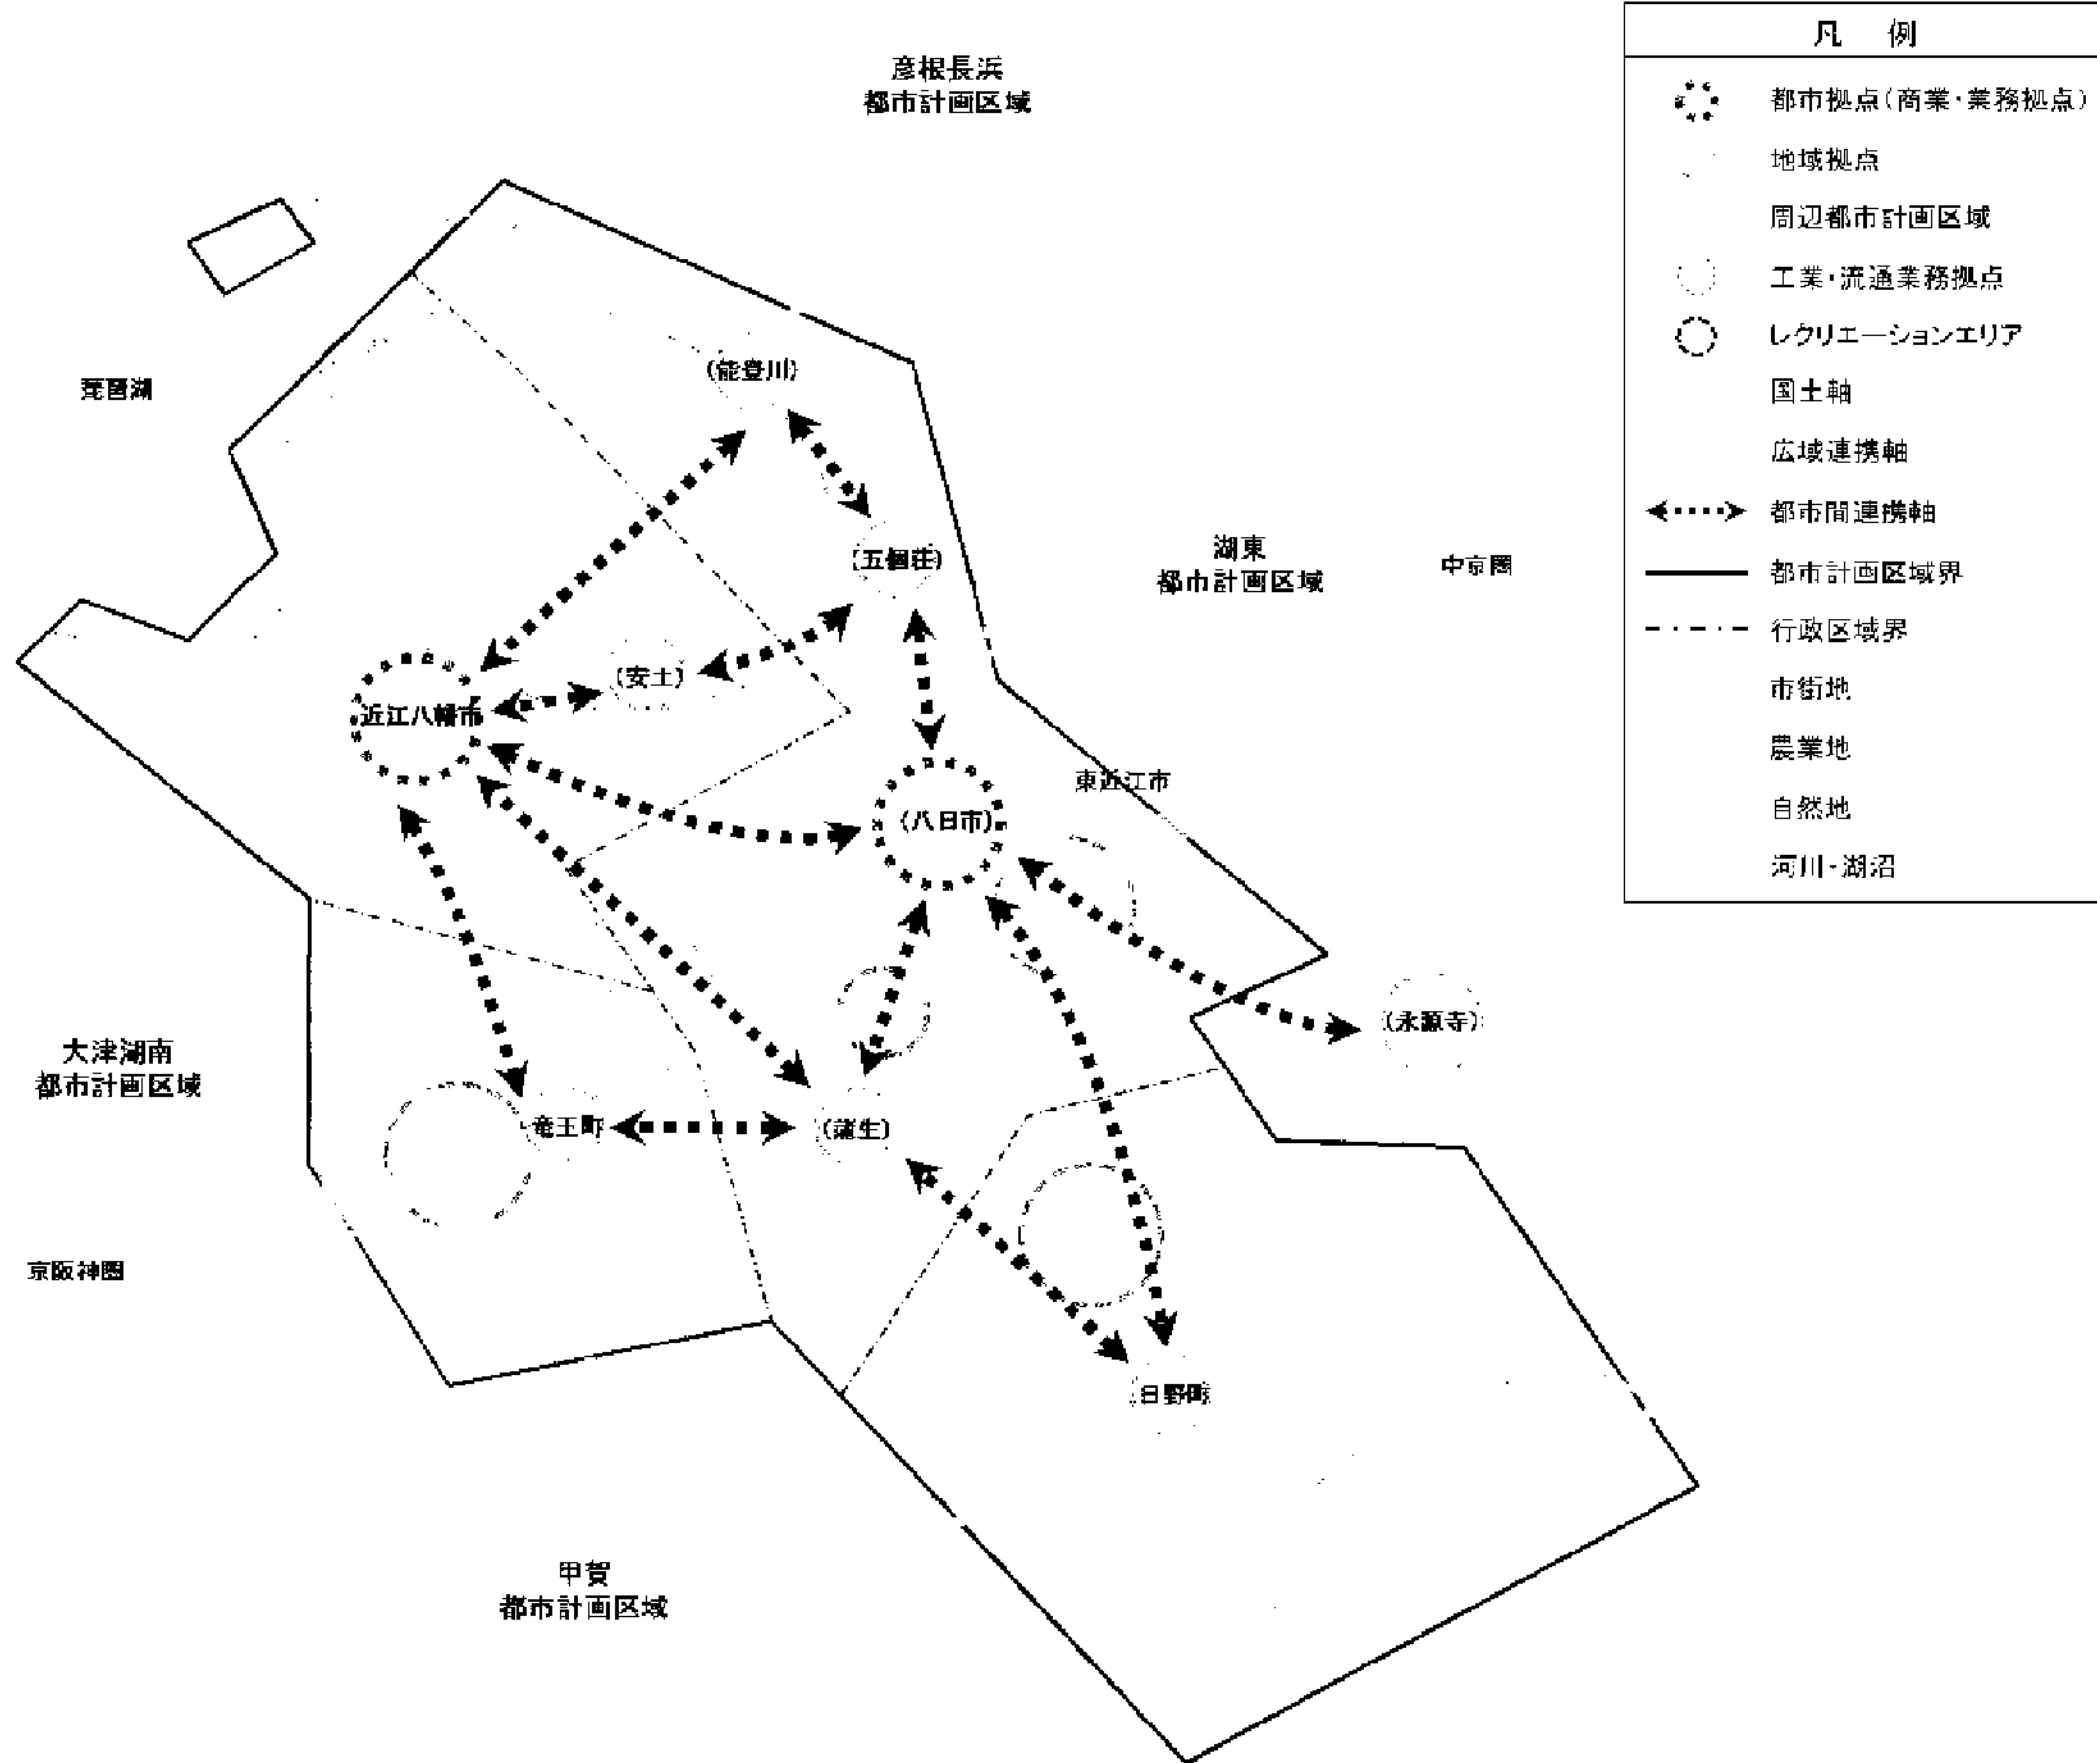 凡 例
都市拠点(商業・業務拠点)
地域拠点
周辺都市計画区域
工業・流通業務拠点
レクリエーションエリア
国土軸
広域連携軸
都市間連携軸
都市計画区域界
行政区域界
市街地
農業地
自然地
河川・湖沼
彦根長浜
都市計画区域
琵琶湖
(能登川)
(五個荘)
湖東
都市計画区域
中京圏
(安土)
近江八幡市
東近江市
(八日市)
(永源寺)
大津湖南
都市計画区域
竜王町
(蒲生)
京阪神圏
日野町
甲賀
都市計画区域